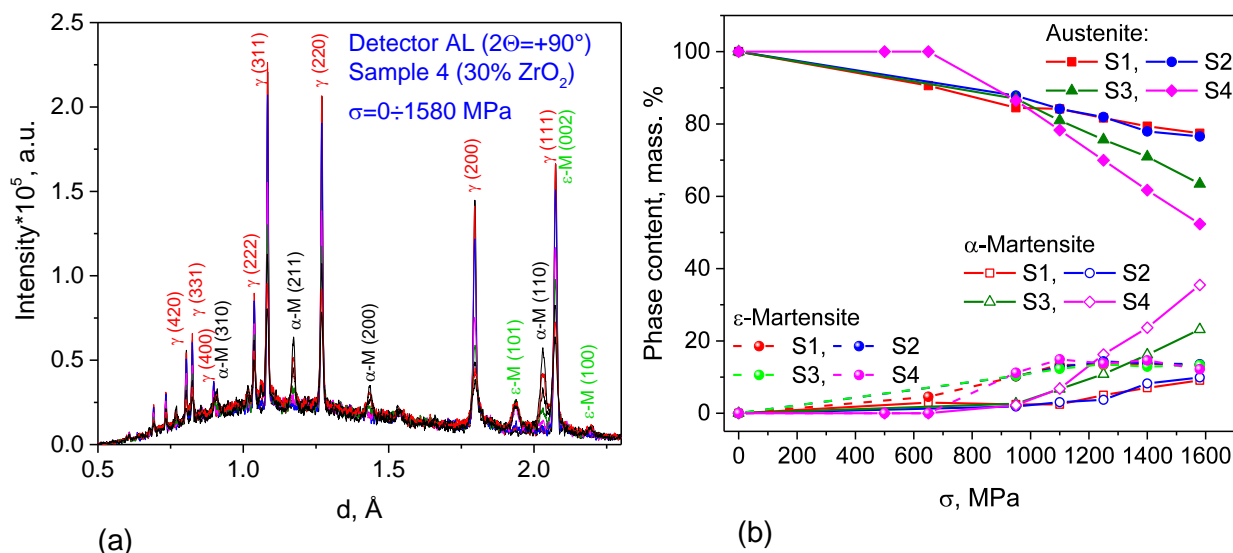 Detector AL (2Θ=+90°)
Sample 4 (30% ZrO2)
σ=0÷1580 MPa
Intensity*10^5, a.u.
2.5
2.0
1.5
1.0
0.5
0.0
γ (420)
γ (331)
γ (400)
α-M (310)
γ (222)
γ (311)
α-M (211)
γ (220)
α-M (200)
γ (200)
ε-M (101)
α-M (110)
γ (111)
ε-M (002)
ε-M (100)
0.5 1.0 1.5 2.0
d, Å
(a)
Phase content, mass. %
100
80
60
40
20
0
Austenite:
S1, S2
S3, S4
α-Martensite
S1, S2
S3, S4
ε-Martensite
S1, S2
S3, S4
0 200 400 600 800 1000 1200 1400 1600
σ, MPa
(b)